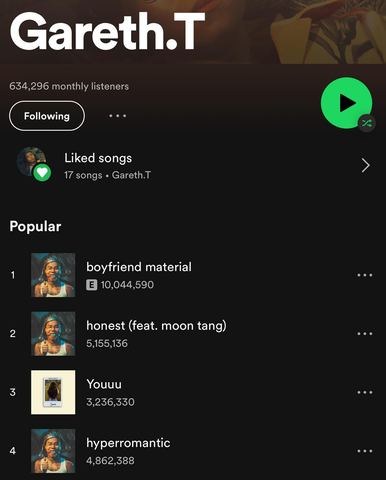 Gareth.T
634,296 monthly listeners
Following
Liked songs
17 songs • Gareth.T
Popular
1
boyfriend material
E 10,044,590
2
honest (feat. moon tang)
5,155,136
3
Youuu
3,236,330
4
hyperromantic
4,862,388